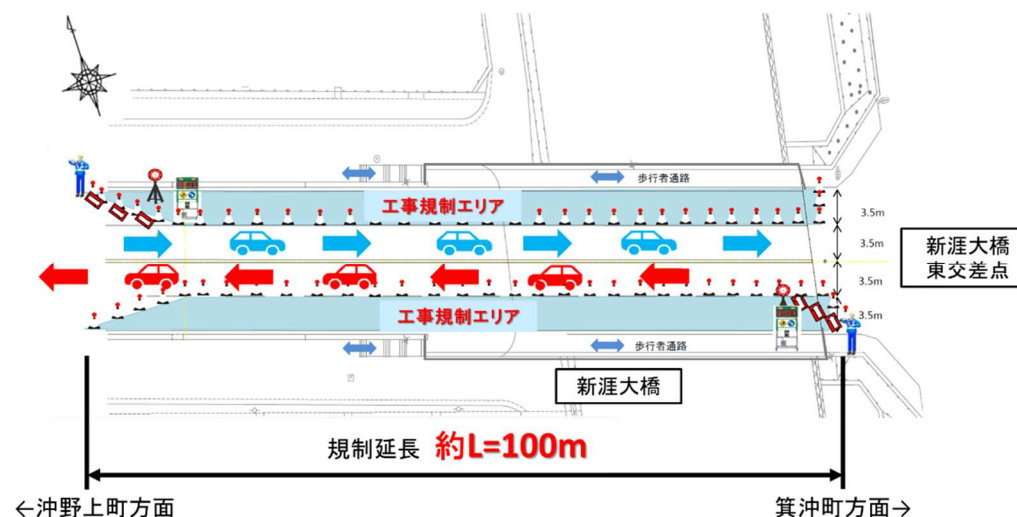 歩行者通路
工事規制エリア
3.5m
3.5m
新涯大橋
東交差点
3.5m
3.5m
工事規制エリア
歩行者通路
新涯大橋
規制延長 約L=100m
←沖野上町方面
箕沖町方面→